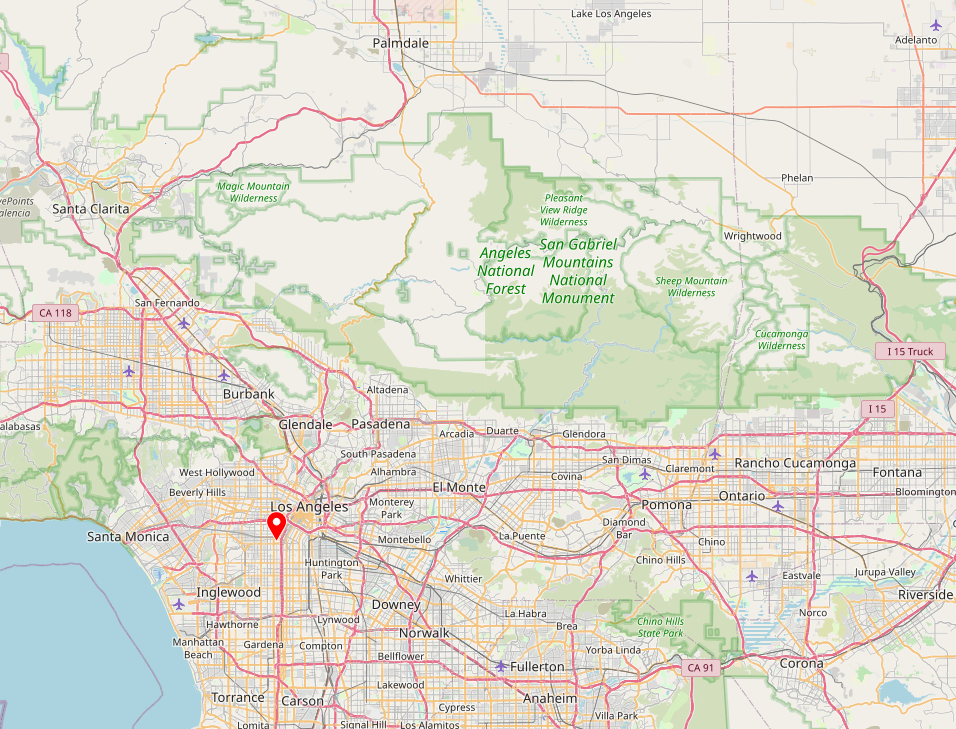 Lake Los Angeles
Palmdale
Adelanto
Phelan
Magic Mountain
Wilderness
Pleasant
View Ridge
Wilderness
Santa Clarita
Wrightwood
Angeles
National
Forest
San Gabriel
Mountains
National
Monument
Sheep Mountain
Wilderness
San Fernando
CA 118
Cucamonga
Wilderness
I 15 Truck
Burbank
Altadena
I 15
Glendale
Pasadena
Arcadia
Duarte
Glendora
South Pasadena
San Dimas
Claremont
Rancho Cucamonga
West Hollywood
Alhambra
Covina
Fontana
Beverly Hills
El Monte
Ontario
Bloomington
Los Angeles
Monterey
Park
Pomona
Santa Monica
Montebello
La Puente
Diamond
Bar
Chino
Huntington
Park
Chino Hills
Whittier
Eastvale
Jurupa Valley
Inglewood
Downey
Riverside
La Habra
Norco
Hawthorne
Lynwood
Brea
Chino Hills
State Park
Norwalk
Manhattan
Beach
Gardena
Compton
Yorba Linda
Bellflower
Fullerton
CA 91
Corona
Lakewood
Torrance
Carson
Cypress
Anaheim
Villa Park
Lomita
Signal Hill
Los Alamitos